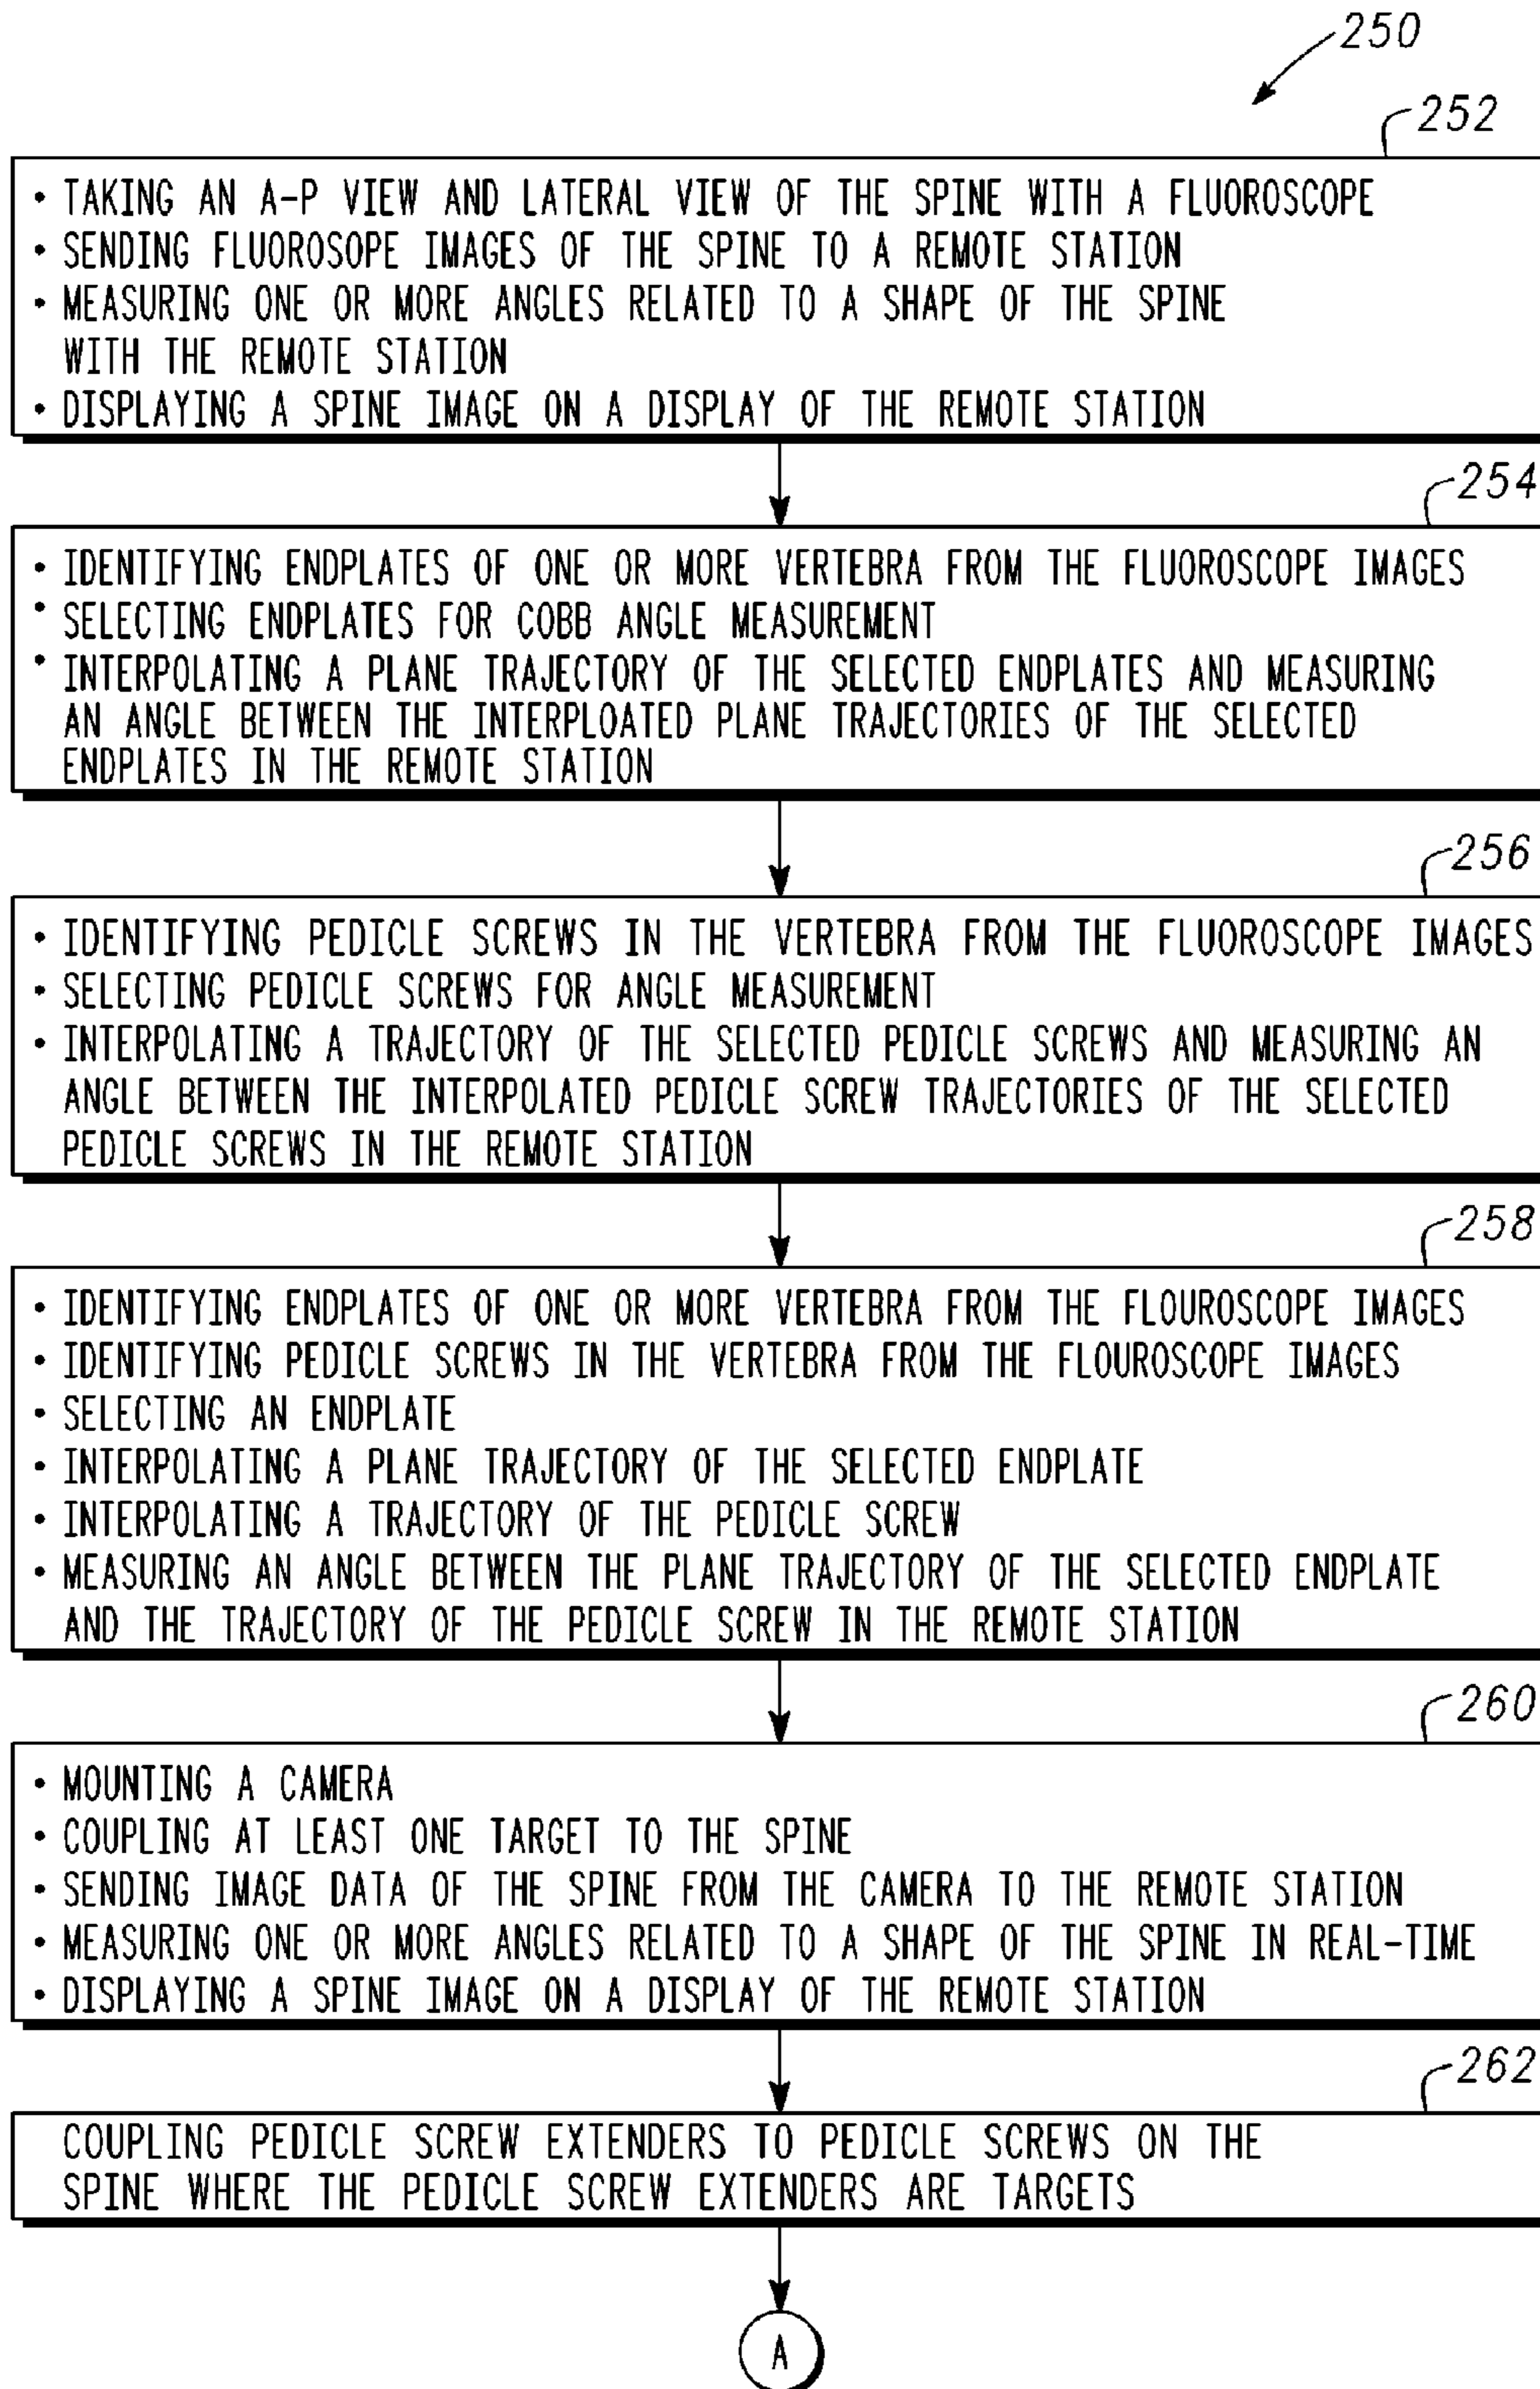 250
252
• TAKING AN A-P VIEW AND LATERAL VIEW OF THE SPINE WITH A FLUOROSCOPE
• SENDING FLUOROSOPE IMAGES OF THE SPINE TO A REMOTE STATION
• MEASURING ONE OR MORE ANGLES RELATED TO A SHAPE OF THE SPINE
WITH THE REMOTE STATION
• DISPLAYING A SPINE IMAGE ON A DISPLAY OF THE REMOTE STATION
254
• IDENTIFYING ENDPLATES OF ONE OR MORE VERTEBRA FROM THE FLUOROSCOPE IMAGES
• SELECTING ENDPLATES FOR COBB ANGLE MEASUREMENT
• INTERPOLATING A PLANE TRAJECTORY OF THE SELECTED ENDPLATES AND MEASURING
AN ANGLE BETWEEN THE INTERPLOATED PLANE TRAJECTORIES OF THE SELECTED
ENDPLATES IN THE REMOTE STATION
256
• IDENTIFYING PEDICLE SCREWS IN THE VERTEBRA FROM THE FLUOROSCOPE IMAGES
• SELECTING PEDICLE SCREWS FOR ANGLE MEASUREMENT
• INTERPOLATING A TRAJECTORY OF THE SELECTED PEDICLE SCREWS AND MEASURING AN
ANGLE BETWEEN THE INTERPOLATED PEDICLE SCREW TRAJECTORIES OF THE SELECTED
PEDICLE SCREWS IN THE REMOTE STATION
258
• IDENTIFYING ENDPLATES OF ONE OR MORE VERTEBRA FROM THE FLOUROSCOPE IMAGES
• IDENTIFYING PEDICLE SCREWS IN THE VERTEBRA FROM THE FLOUROSCOPE IMAGES
• SELECTING AN ENDPLATE
• INTERPOLATING A PLANE TRAJECTORY OF THE SELECTED ENDPLATE
• INTERPOLATING A TRAJECTORY OF THE PEDICLE SCREW
• MEASURING AN ANGLE BETWEEN THE PLANE TRAJECTORY OF THE SELECTED ENDPLATE
AND THE TRAJECTORY OF THE PEDICLE SCREW IN THE REMOTE STATION
260
• MOUNTING A CAMERA
• COUPLING AT LEAST ONE TARGET TO THE SPINE
• SENDING IMAGE DATA OF THE SPINE FROM THE CAMERA TO THE REMOTE STATION
• MEASURING ONE OR MORE ANGLES RELATED TO A SHAPE OF THE SPINE IN REAL-TIME
• DISPLAYING A SPINE IMAGE ON A DISPLAY OF THE REMOTE STATION
262
COUPLING PEDICLE SCREW EXTENDERS TO PEDICLE SCREWS ON THE
SPINE WHERE THE PEDICLE SCREW EXTENDERS ARE TARGETS
A